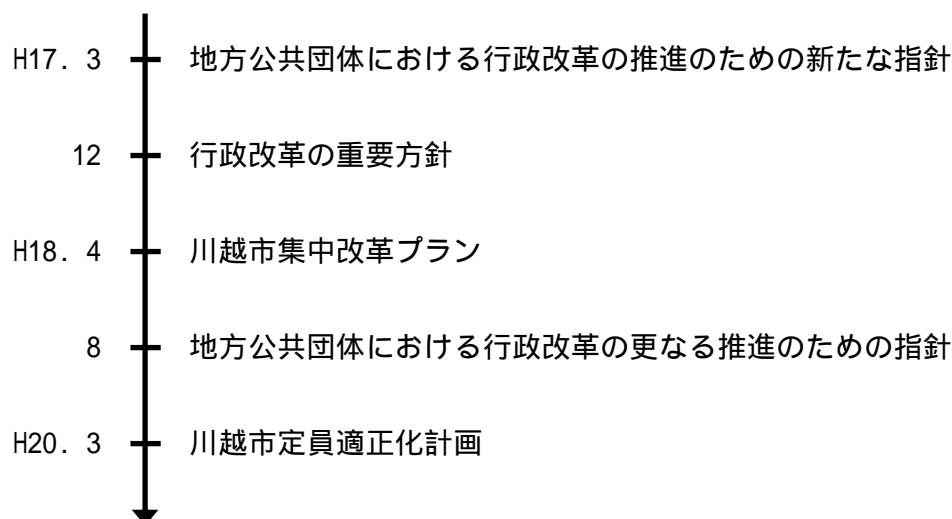 H17. 3 地方公共団体における行政改革の推進のための新たな指針
12 行政改革の重要方針
H18. 4 川越市集中改革プラン
8 地方公共団体における行政改革の更なる推進のための指針
H20. 3 川越市定員適正化計画